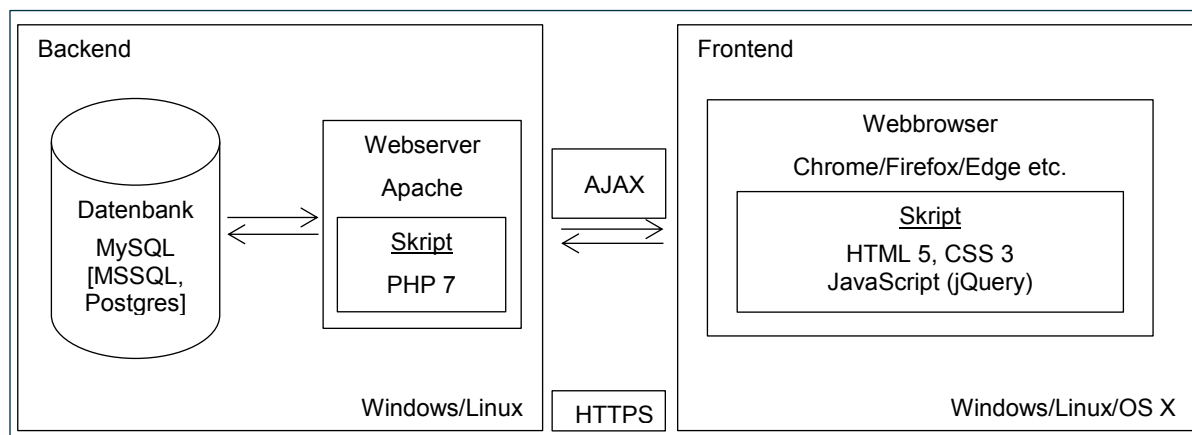 Backend
Datenbank
MySQL
[MSSQL,
Postgres]
Webserver
Apache
Skript
PHP 7
Windows/Linux
AJAX
HTTPS
Frontend
Webbrowser
Chrome/Firefox/Edge etc.
Skript
HTML 5, CSS 3
JavaScript (jQuery)
Windows/Linux/OS X